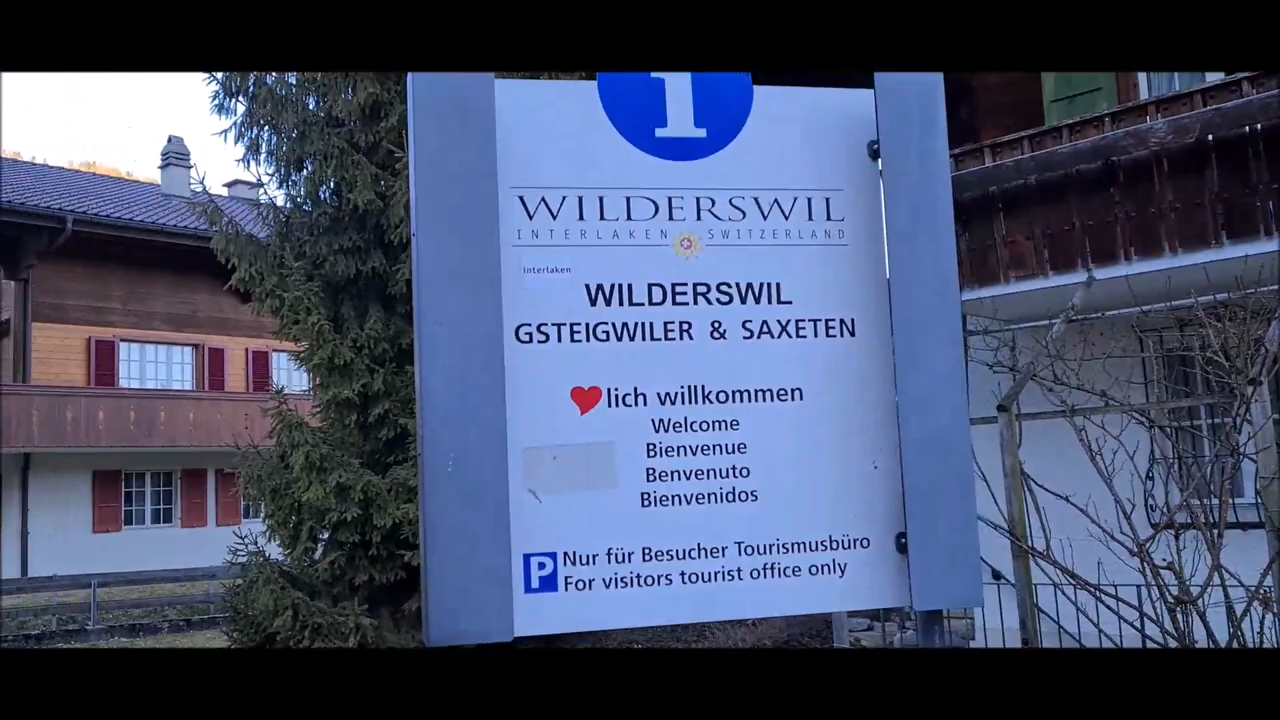 i
WILDERSWIL
INTERLAKEN SWITZERLAND
interlaken
WILDERSWIL
GSTEIGWILER & SAXETEN
lich willkommen
Welcome
Bienvenue
Benvenuto
Bienvenidos
P Nur für Besucher Tourismusbüro
For visitors tourist office only